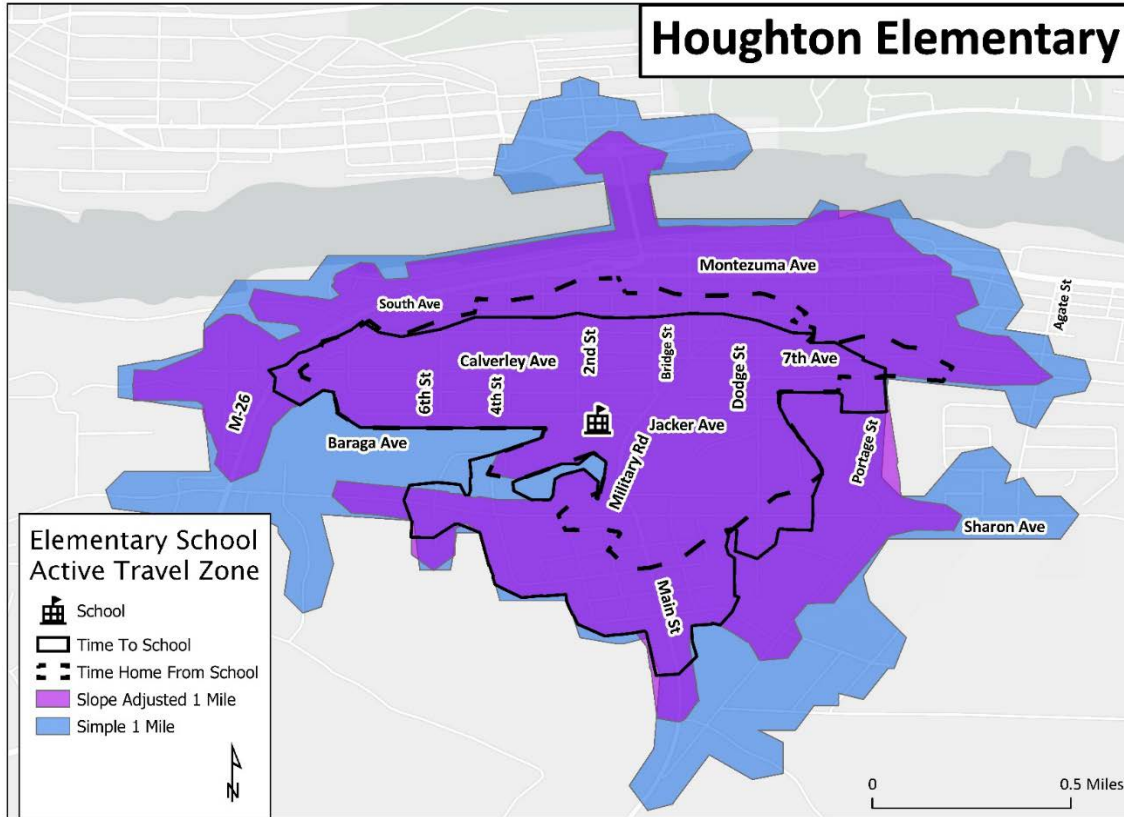 Houghton Elementary
Montezuma Ave
South Ave
Agate St
Calverley Ave
2nd St
Bridge St
7th Ave
6th St
4th St
Dodge St
M-26
Baraga Ave
Jacker Ave
Portage St
Military Rd
Sharon Ave
Main St
Elementary School
Active Travel Zone
School
Time To School
Time Home From School
Slope Adjusted 1 Mile
Simple 1 Mile
N
0 0.5 Miles